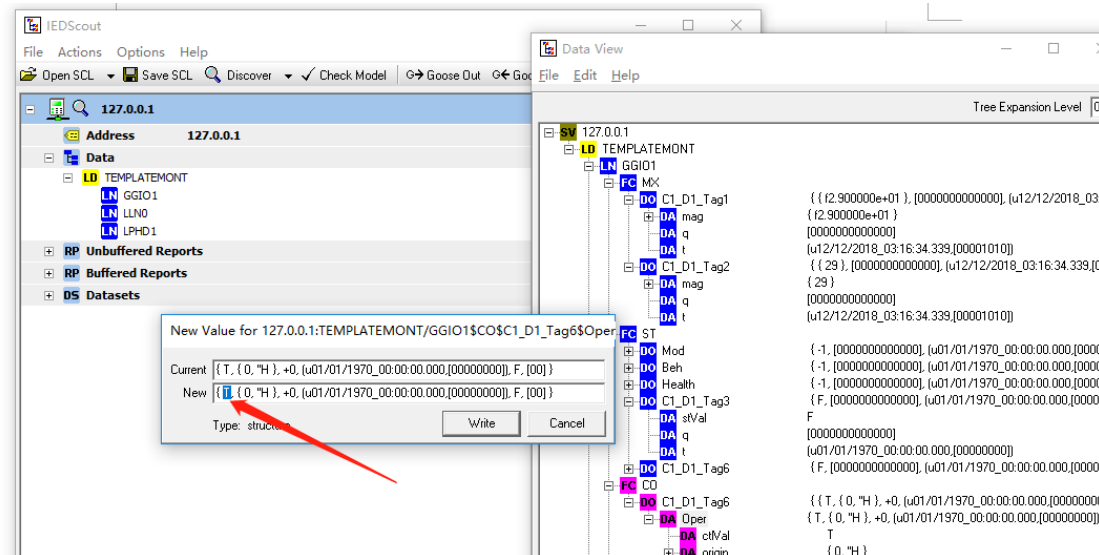 IEDScout
File Actions Options Help
Open SCL Save SCL Discover Check Model Goose Out
127.0.0.1
Address 127.0.0.1
Data
LD TEMPLATEMONT
LN GGIO1
LN LLN0
LN LPHD1
RP Unbuffered Reports
RP Buffered Reports
DS Datasets
New Value for 127.0.0.1:TEMPLATEMONT/GGIO1$CO$C1_D1_Tag6$Oper
Current { T, { 0, "H }, +0, (u01/01/1970_00:00:00.000,[00000000]), F, [00] }
New { T, { 0, "H }, +0, (u01/01/1970_00:00:00.000,[00000000]), F, [00] }
Type: structure
Write Cancel
Data View
File Edit Help
Tree Expansion Level
SV 127.0.0.1
LD TEMPLATEMONT
LN GGIO1
FC MX
DO C1_D1_Tag1 { { f2.900000e+01 }, [0000000000000], (u12/12/2018_03
DA mag { f2.900000e+01 }
DA q [0000000000000]
DA t (u12/12/2018_03:16:34.339,[00001010])
DO C1_D1_Tag2 { { 29 }, [0000000000000], (u12/12/2018_03:16:34.339,[0
DA mag { 29 }
DA q [0000000000000]
DA t (u12/12/2018_03:16:34.339,[00001010])
FC ST
DO Mod { -1, [0000000000000], (u01/01/1970_00:00:00.000,[0000
DO Beh { -1, [0000000000000], (u01/01/1970_00:00:00.000,[0000
DO Health { -1, [0000000000000], (u01/01/1970_00:00:00.000,[0000
DO C1_D1_Tag3 { F, [0000000000000], (u01/01/1970_00:00:00.000,[0000
DA stVal F
DA q [0000000000000]
DA t (u01/01/1970_00:00:00.000,[00000000])
DO C1_D1_Tag6 { F, [0000000000000], (u01/01/1970_00:00:00.000,[0000
FC CO
DO C1_D1_Tag6 { { T, { 0, "H }, +0, (u01/01/1970_00:00:00.000,[0000000
DA Oper { T, { 0, "H }, +0, (u01/01/1970_00:00:00.000,[00000000])
DA ctlVal T
DA origin { 0, "H }